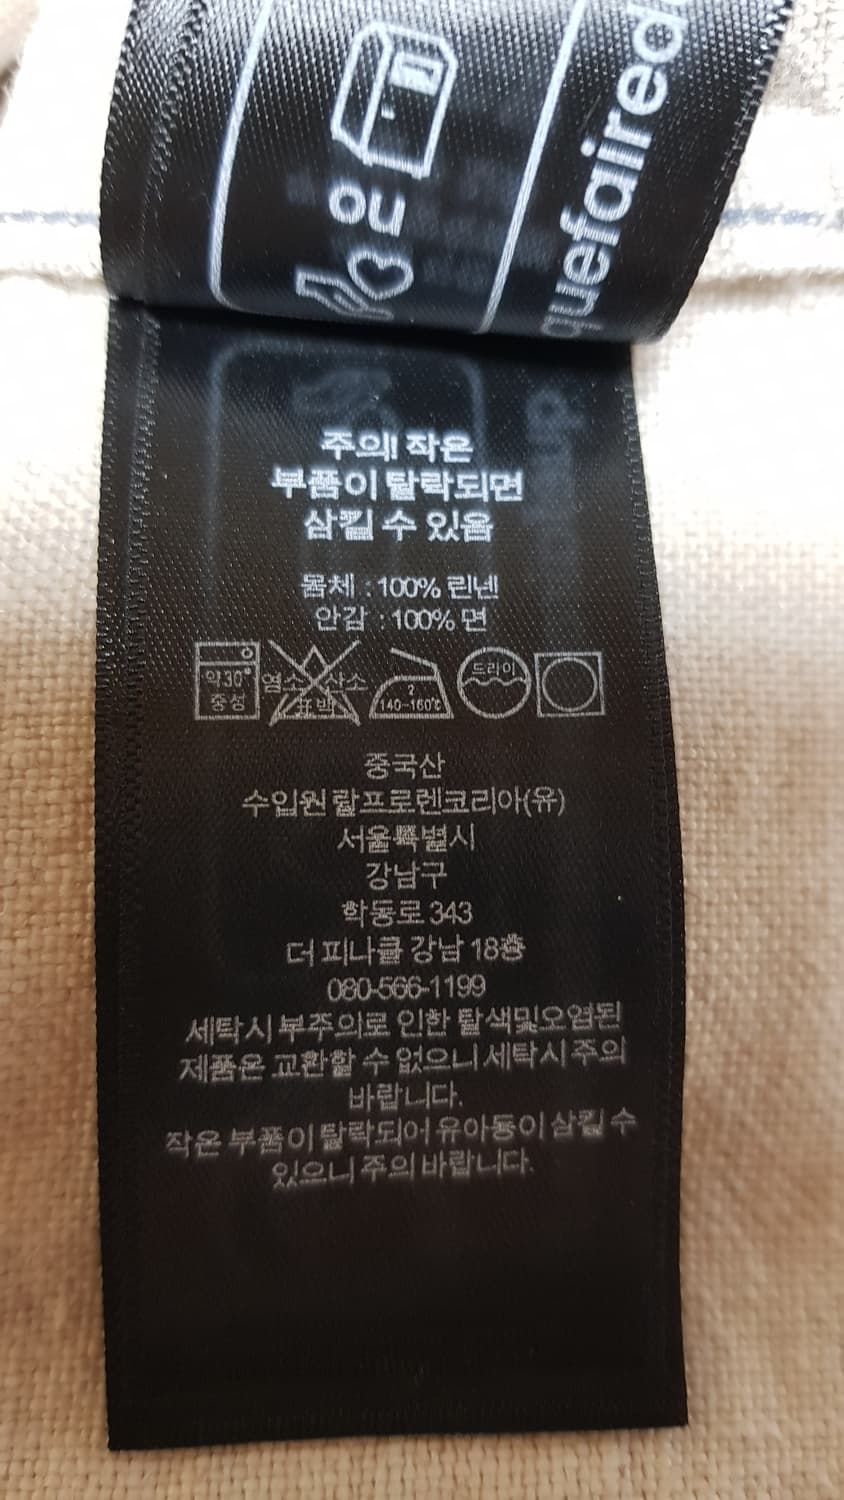 quefaired
주의! 작은
부품이 탈락되면
삼킬 수 있음
몸체 : 100% 린넨
안감 : 100% 면
약30°
중성
염소 산소
표백
2
140-160℃
드라이
중국산
수입원 랄프로렌코리아(유)
서울특별시
강남구
학동로 343
더 피나클 강남 18층
080-566-1199
세탁시 부주의로 인한 탈색및오염된
제품은 교환할 수 없으니 세탁시 주의
바랍니다.
작은 부품이 탈락되어 유아등이 삼킬 수
있으니 주의 바랍니다.